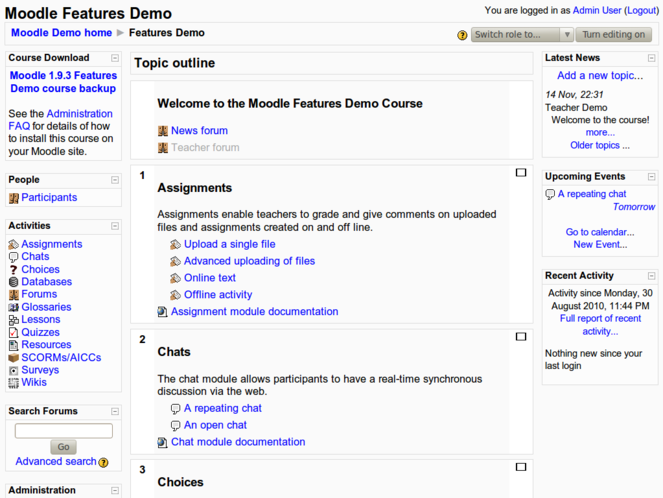 Moodle Features Demo
You are logged in as Admin User (Logout)
Moodle Demo home ► Features Demo
Switch role to...
Turn editing on
Course Download
Moodle 1.9.3 Features
Demo course backup
See the Administration
FAQ for details of how
to install this course on
your Moodle site.
People
Participants
Activities
Assignments
Chats
Choices
Databases
Forums
Glossaries
Lessons
Quizzes
Resources
SCORMs/AICCs
Surveys
Wikis
Search Forums
Go
Advanced search
Administration
Topic outline
Welcome to the Moodle Features Demo Course
News forum
Teacher forum
1
Assignments
Assignments enable teachers to grade and give comments on uploaded
files and assignments created on and off line.
Upload a single file
Advanced uploading of files
Online text
Offline activity
Assignment module documentation
2
Chats
The chat module allows participants to have a real-time synchronous
discussion via the web.
A repeating chat
An open chat
Chat module documentation
3
Choices
Latest News
Add a new topic...
14 Nov, 22:31
Teacher Demo
Welcome to the course!
more...
Older topics ...
Upcoming Events
A repeating chat
Tomorrow
Go to calendar...
New Event...
Recent Activity
Activity since Monday, 30
August 2010, 11:44 PM
Full report of recent
activity...
Nothing new since your
last login